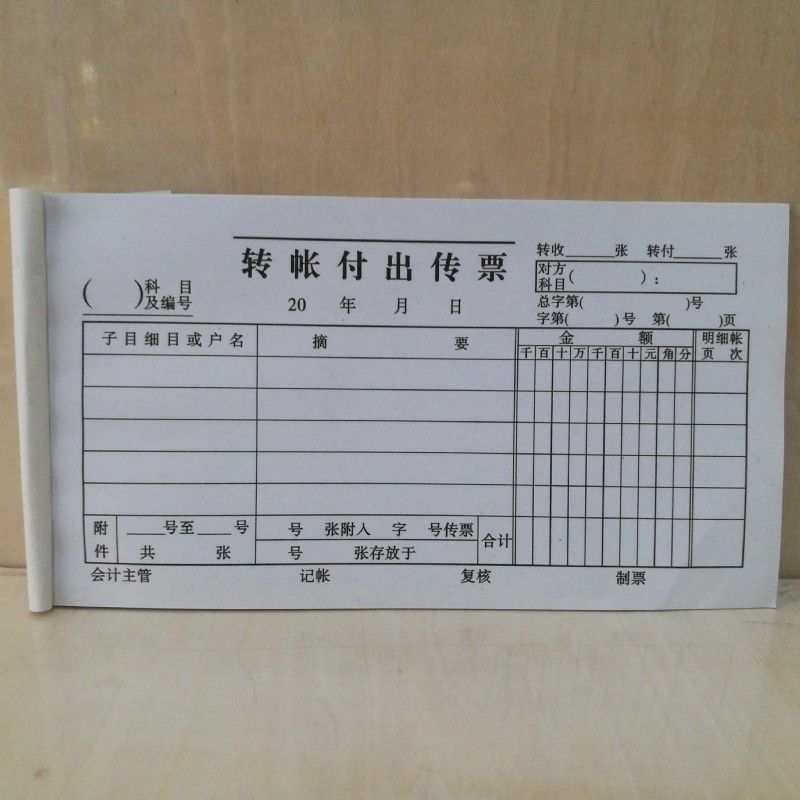 转收______张 转付______张
转帐付出传票
对方科目( ):
( )科目及编号
20 年 月 日
总字第( )号
字第( )号 第( )页
子目细目或户名 摘要 金额 明细帐页次
千百十万千百十元角分
附件 ____号至____号 号 张附入 字 号传票 合计
共 张 号 张存放于
会计主管 记帐 复核 制票